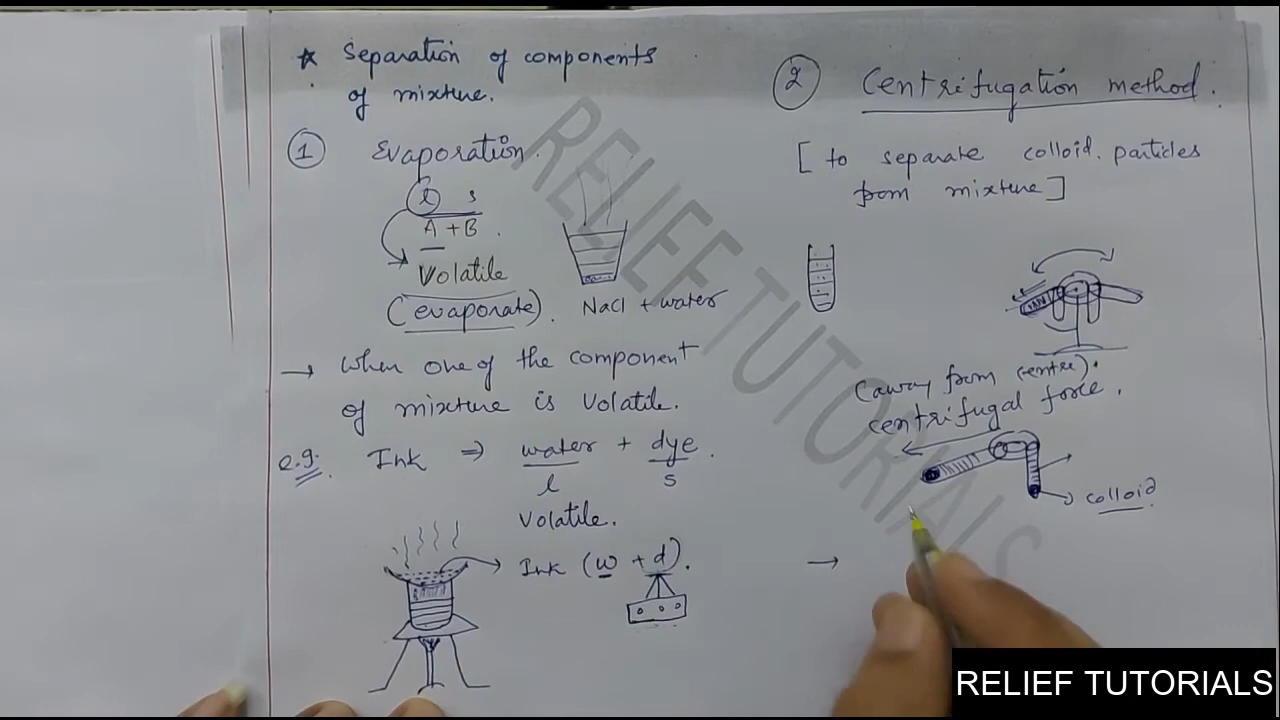 * Separation of components
of mixture.
1 Evaporation.
l s
A + B.
Volatile
(evaporate).
NaCl + water
→ When one of the component
of mixture is Volatile.
e.g. Ink ⇒ water + dye.
l s
Volatile.
Ink (w + d).
2 Centrifugation method.
[to separate colloid particles
from mixture]
(away from centre).
centrifugal force.
→ colloid
→
RELIEF TUTORIALS
RELIEF TUTORIALS